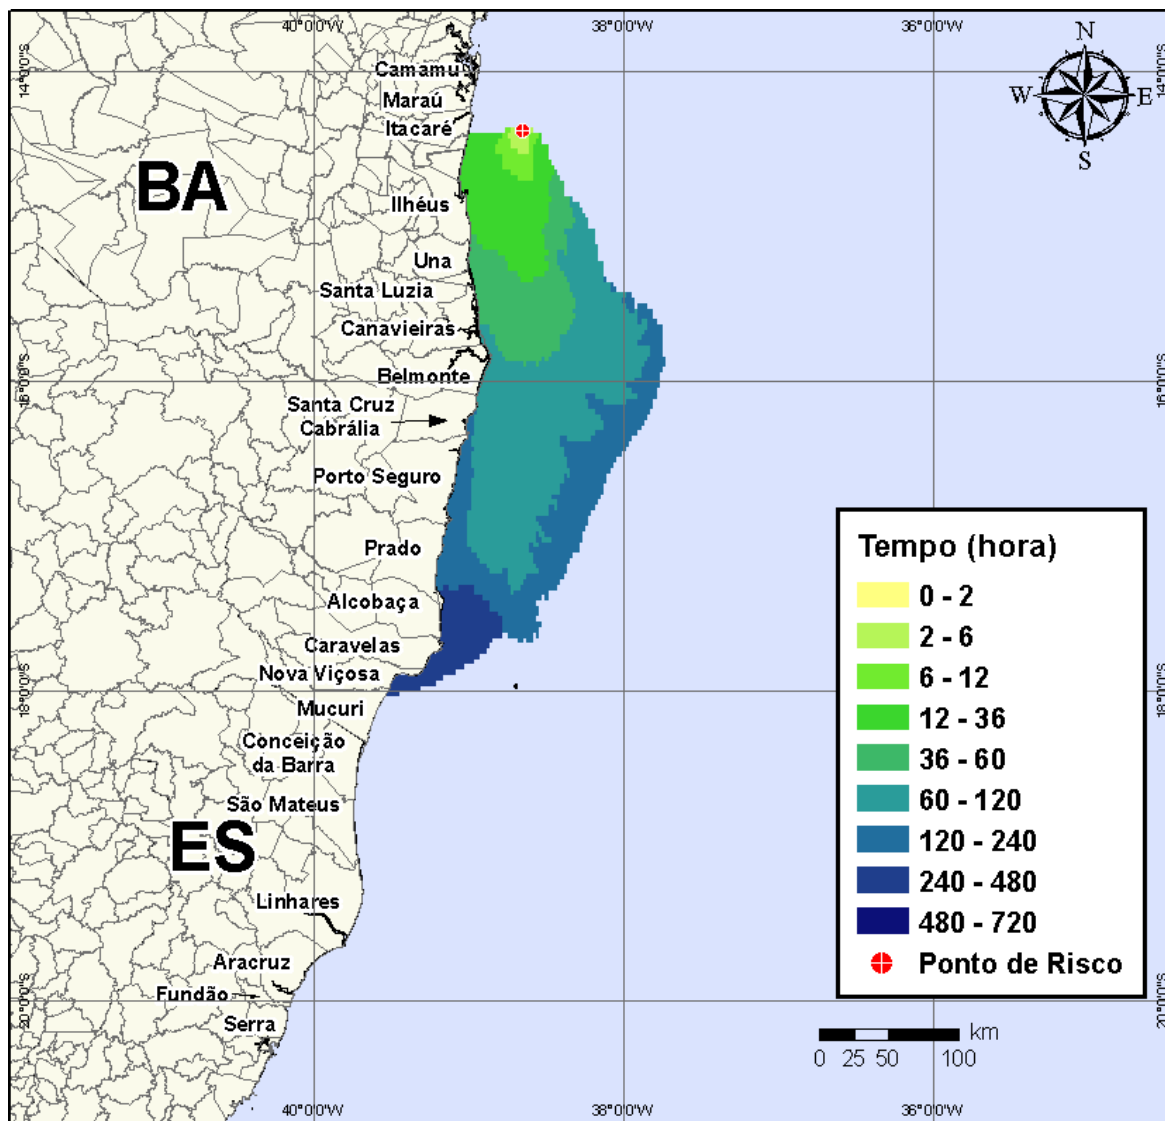 40°0'0"W
38°0'0"W
36°0'0"W
N
W
E
S
14°0'0"S
14°0'0"S
Camamu
Maraú
Itacaré
BA
Ilhéus
Una
Santa Luzia
Canavieiras
Belmonte
16°0'0"S
16°0'0"S
Santa Cruz
Cabrália
Porto Seguro
Prado
Alcobaça
Caravelas
Nova Viçosa
18°0'0"S
18°0'0"S
Mucuri
Conceição
da Barra
São Mateus
ES
Linhares
Aracruz
Fundão
Serra
20°0'0"S
20°0'0"S
Tempo (hora)
0 - 2
2 - 6
6 - 12
12 - 36
36 - 60
60 - 120
120 - 240
240 - 480
480 - 720
Ponto de Risco
km
0 25 50 100
40°0'0"W
38°0'0"W
36°0'0"W